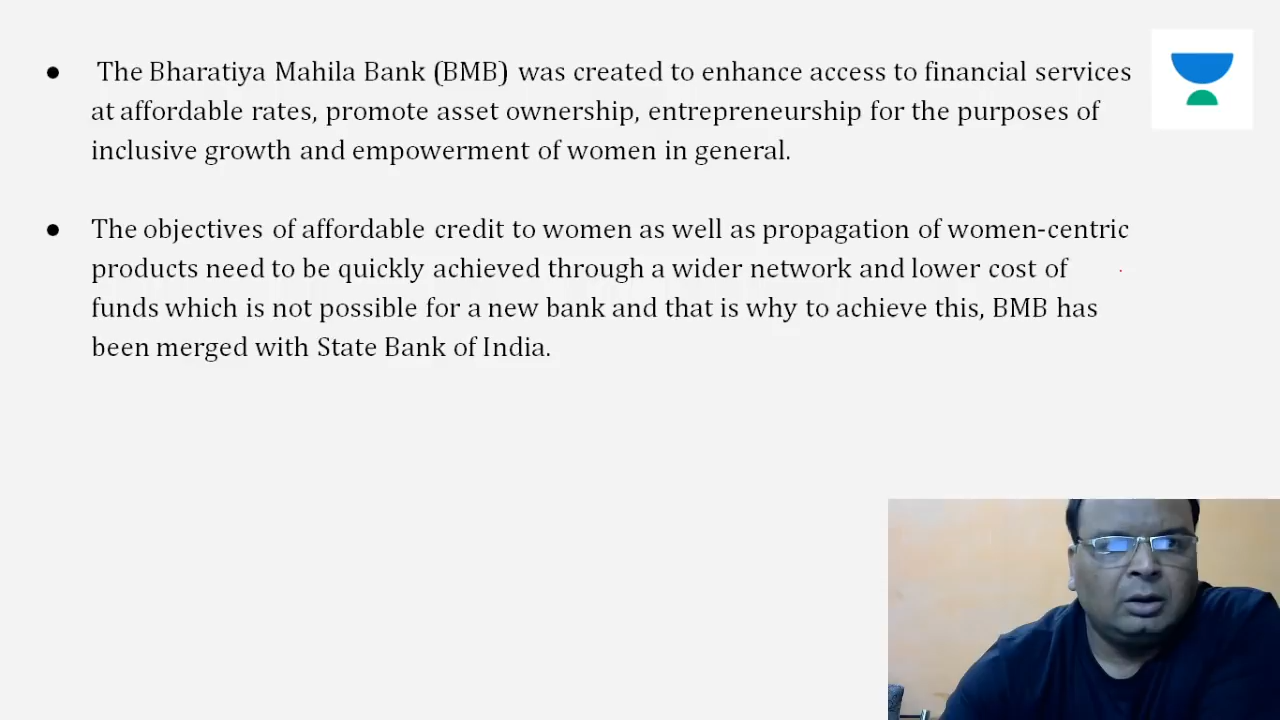 ● The Bharatiya Mahila Bank (BMB) was created to enhance access to financial services
at affordable rates, promote asset ownership, entrepreneurship for the purposes of
inclusive growth and empowerment of women in general.
● The objectives of affordable credit to women as well as propagation of women-centric
products need to be quickly achieved through a wider network and lower cost of
funds which is not possible for a new bank and that is why to achieve this, BMB has
been merged with State Bank of India.